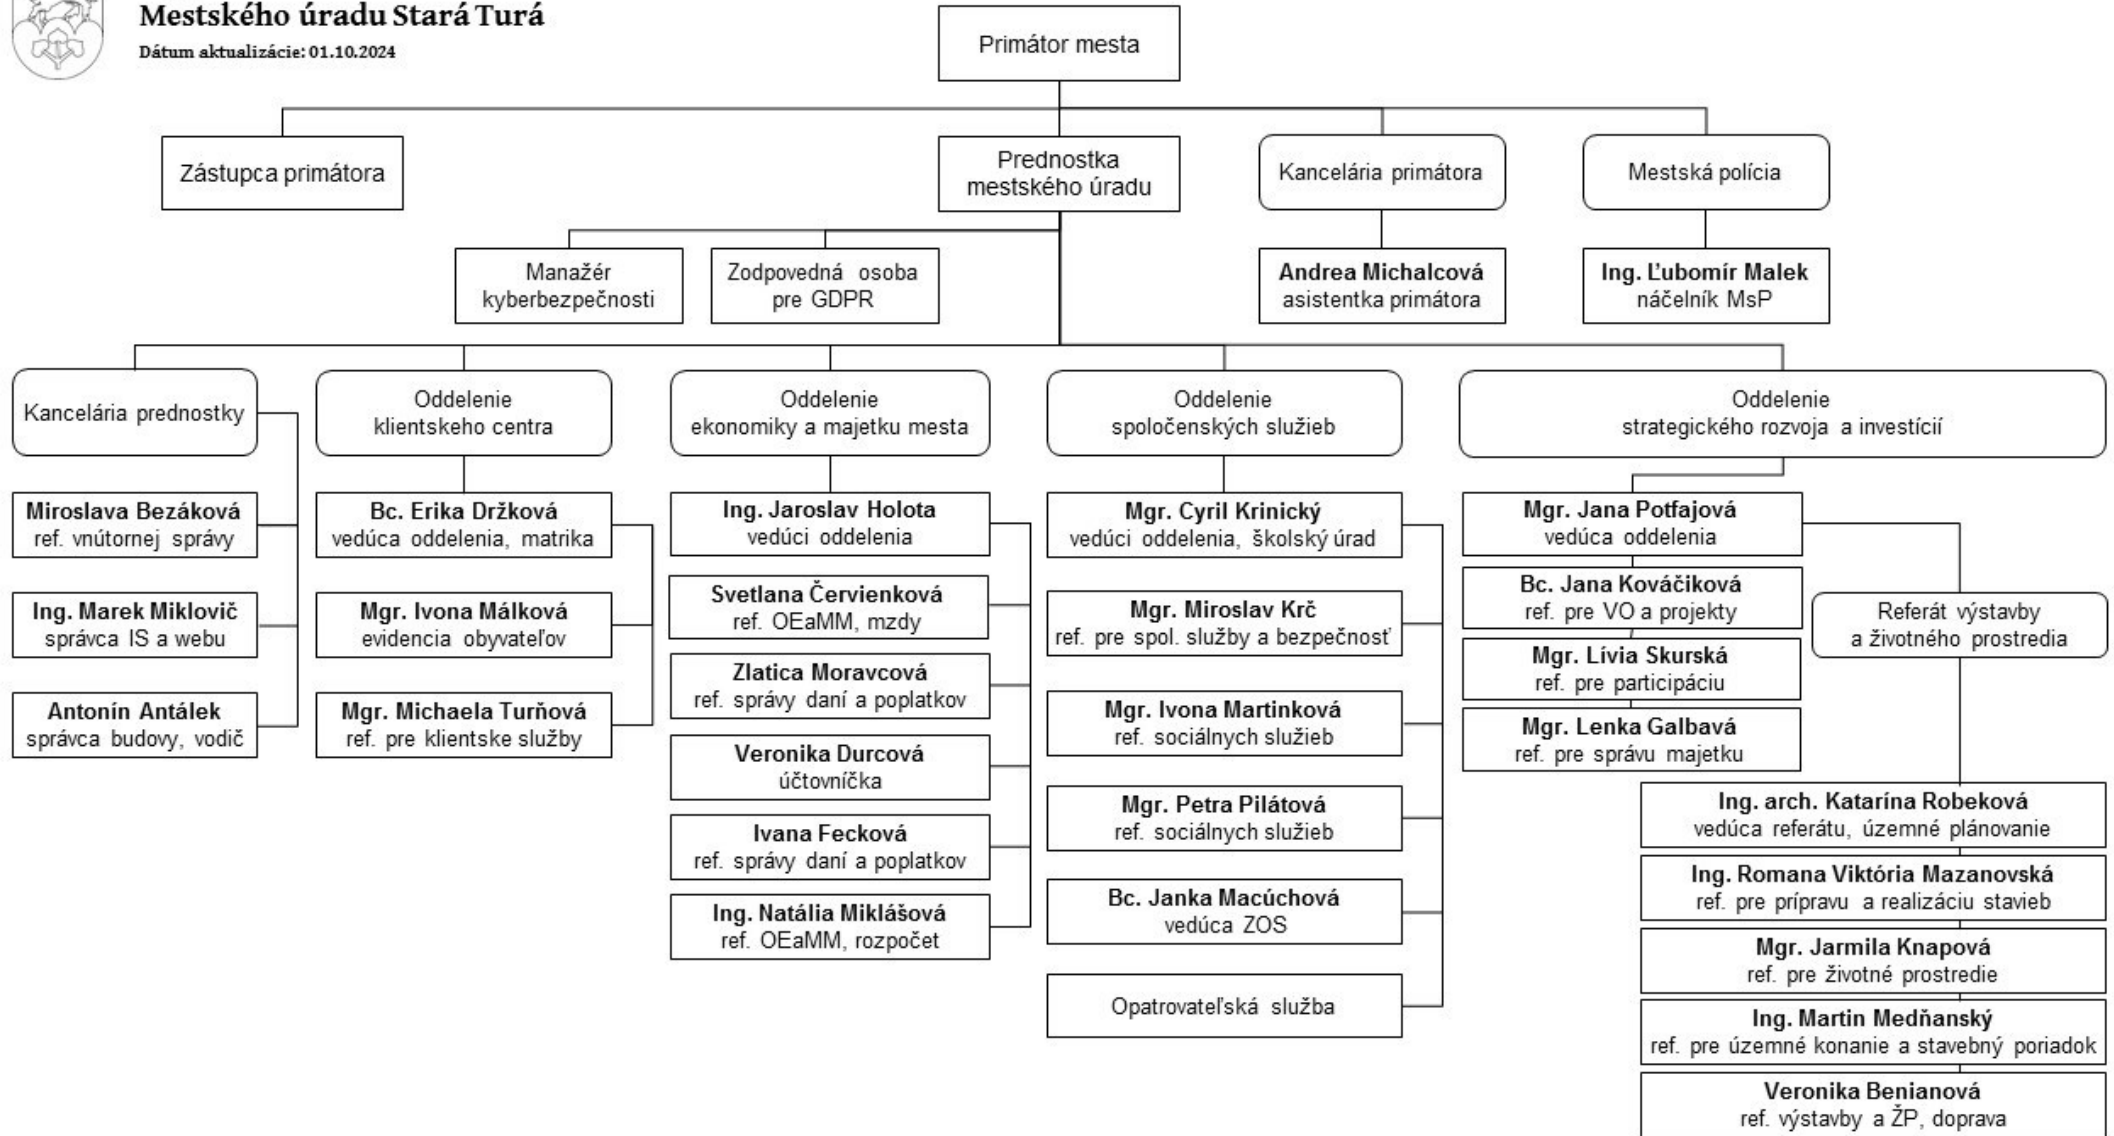 Mestského úradu Stará Turá
Dátum aktualizácie: 01.10.2024
Primátor mesta
Zástupca primátora
Prednostka
mestského úradu
Kancelária primátora
Mestská polícia
Manažér
kyberbezpečnosti
Zodpovedná osoba
pre GDPR
Andrea Michalcová
asistentka primátora
Ing. Ľubomír Malek
náčelník MsP
Kancelária prednostky
Miroslava Bezáková
ref. vnútornej správy
Ing. Marek Miklovič
správca IS a webu
Antonín Antálek
správca budovy, vodič
Oddelenie
klientskeho centra
Bc. Erika Držková
vedúca oddelenia, matrika
Mgr. Ivona Málková
evidencia obyvateľov
Mgr. Michaela Turňová
ref. pre klientske služby
Oddelenie
ekonomiky a majetku mesta
Ing. Jaroslav Holota
vedúci oddelenia
Svetlana Červienková
ref. OEaMM, mzdy
Zlatica Moravcová
ref. správy daní a poplatkov
Veronika Durcová
účtovníčka
Ivana Fecková
ref. správy daní a poplatkov
Ing. Natália Miklášová
ref. OEaMM, rozpočet
Oddelenie
spoločenských služieb
Mgr. Cyril Krinický
vedúci oddelenia, školský úrad
Mgr. Miroslav Krč
ref. pre spol. služby a bezpečnosť
Mgr. Ivona Martinková
ref. sociálnych služieb
Mgr. Petra Pilátová
ref. sociálnych služieb
Bc. Janka Macúchová
vedúca ZOS
Opatrovateľská služba
Oddelenie
strategického rozvoja a investícií
Mgr. Jana Potfajová
vedúca oddelenia
Bc. Jana Kováčiková
ref. pre VO a projekty
Mgr. Lívia Skurská
ref. pre participáciu
Mgr. Lenka Galbavá
ref. pre správu majetku
Referát výstavby
a životného prostredia
Ing. arch. Katarína Robeková
vedúca referátu, územné plánovanie
Ing. Romana Viktória Mazanovská
ref. pre prípravu a realizáciu stavieb
Mgr. Jarmila Knapová
ref. pre životné prostredie
Ing. Martin Medňanský
ref. pre územné konanie a stavebný poriadok
Veronika Benianová
ref. výstavby a ŽP, doprava